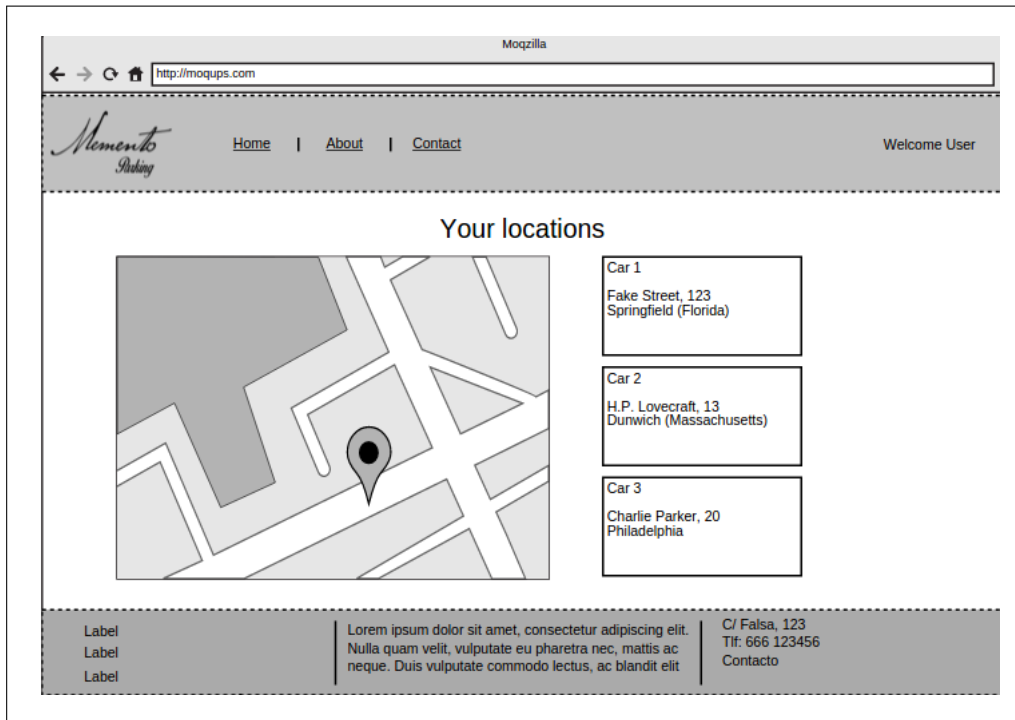 Moqzilla
http://moqups.com
Memento
Parking
Home | About | Contact
Welcome User
Your locations
Car 1
Fake Street, 123
Springfield (Florida)
Car 2
H.P. Lovecraft, 13
Dunwich (Massachusetts)
Car 3
Charlie Parker, 20
Philadelphia
Label
Label
Label
Lorem ipsum dolor sit amet, consectetur adipiscing elit.
Nulla quam velit, vulputate eu pharetra nec, mattis ac
neque. Duis vulputate commodo lectus, ac blandit elit
C/ Falsa, 123
Tlf: 666 123456
Contacto